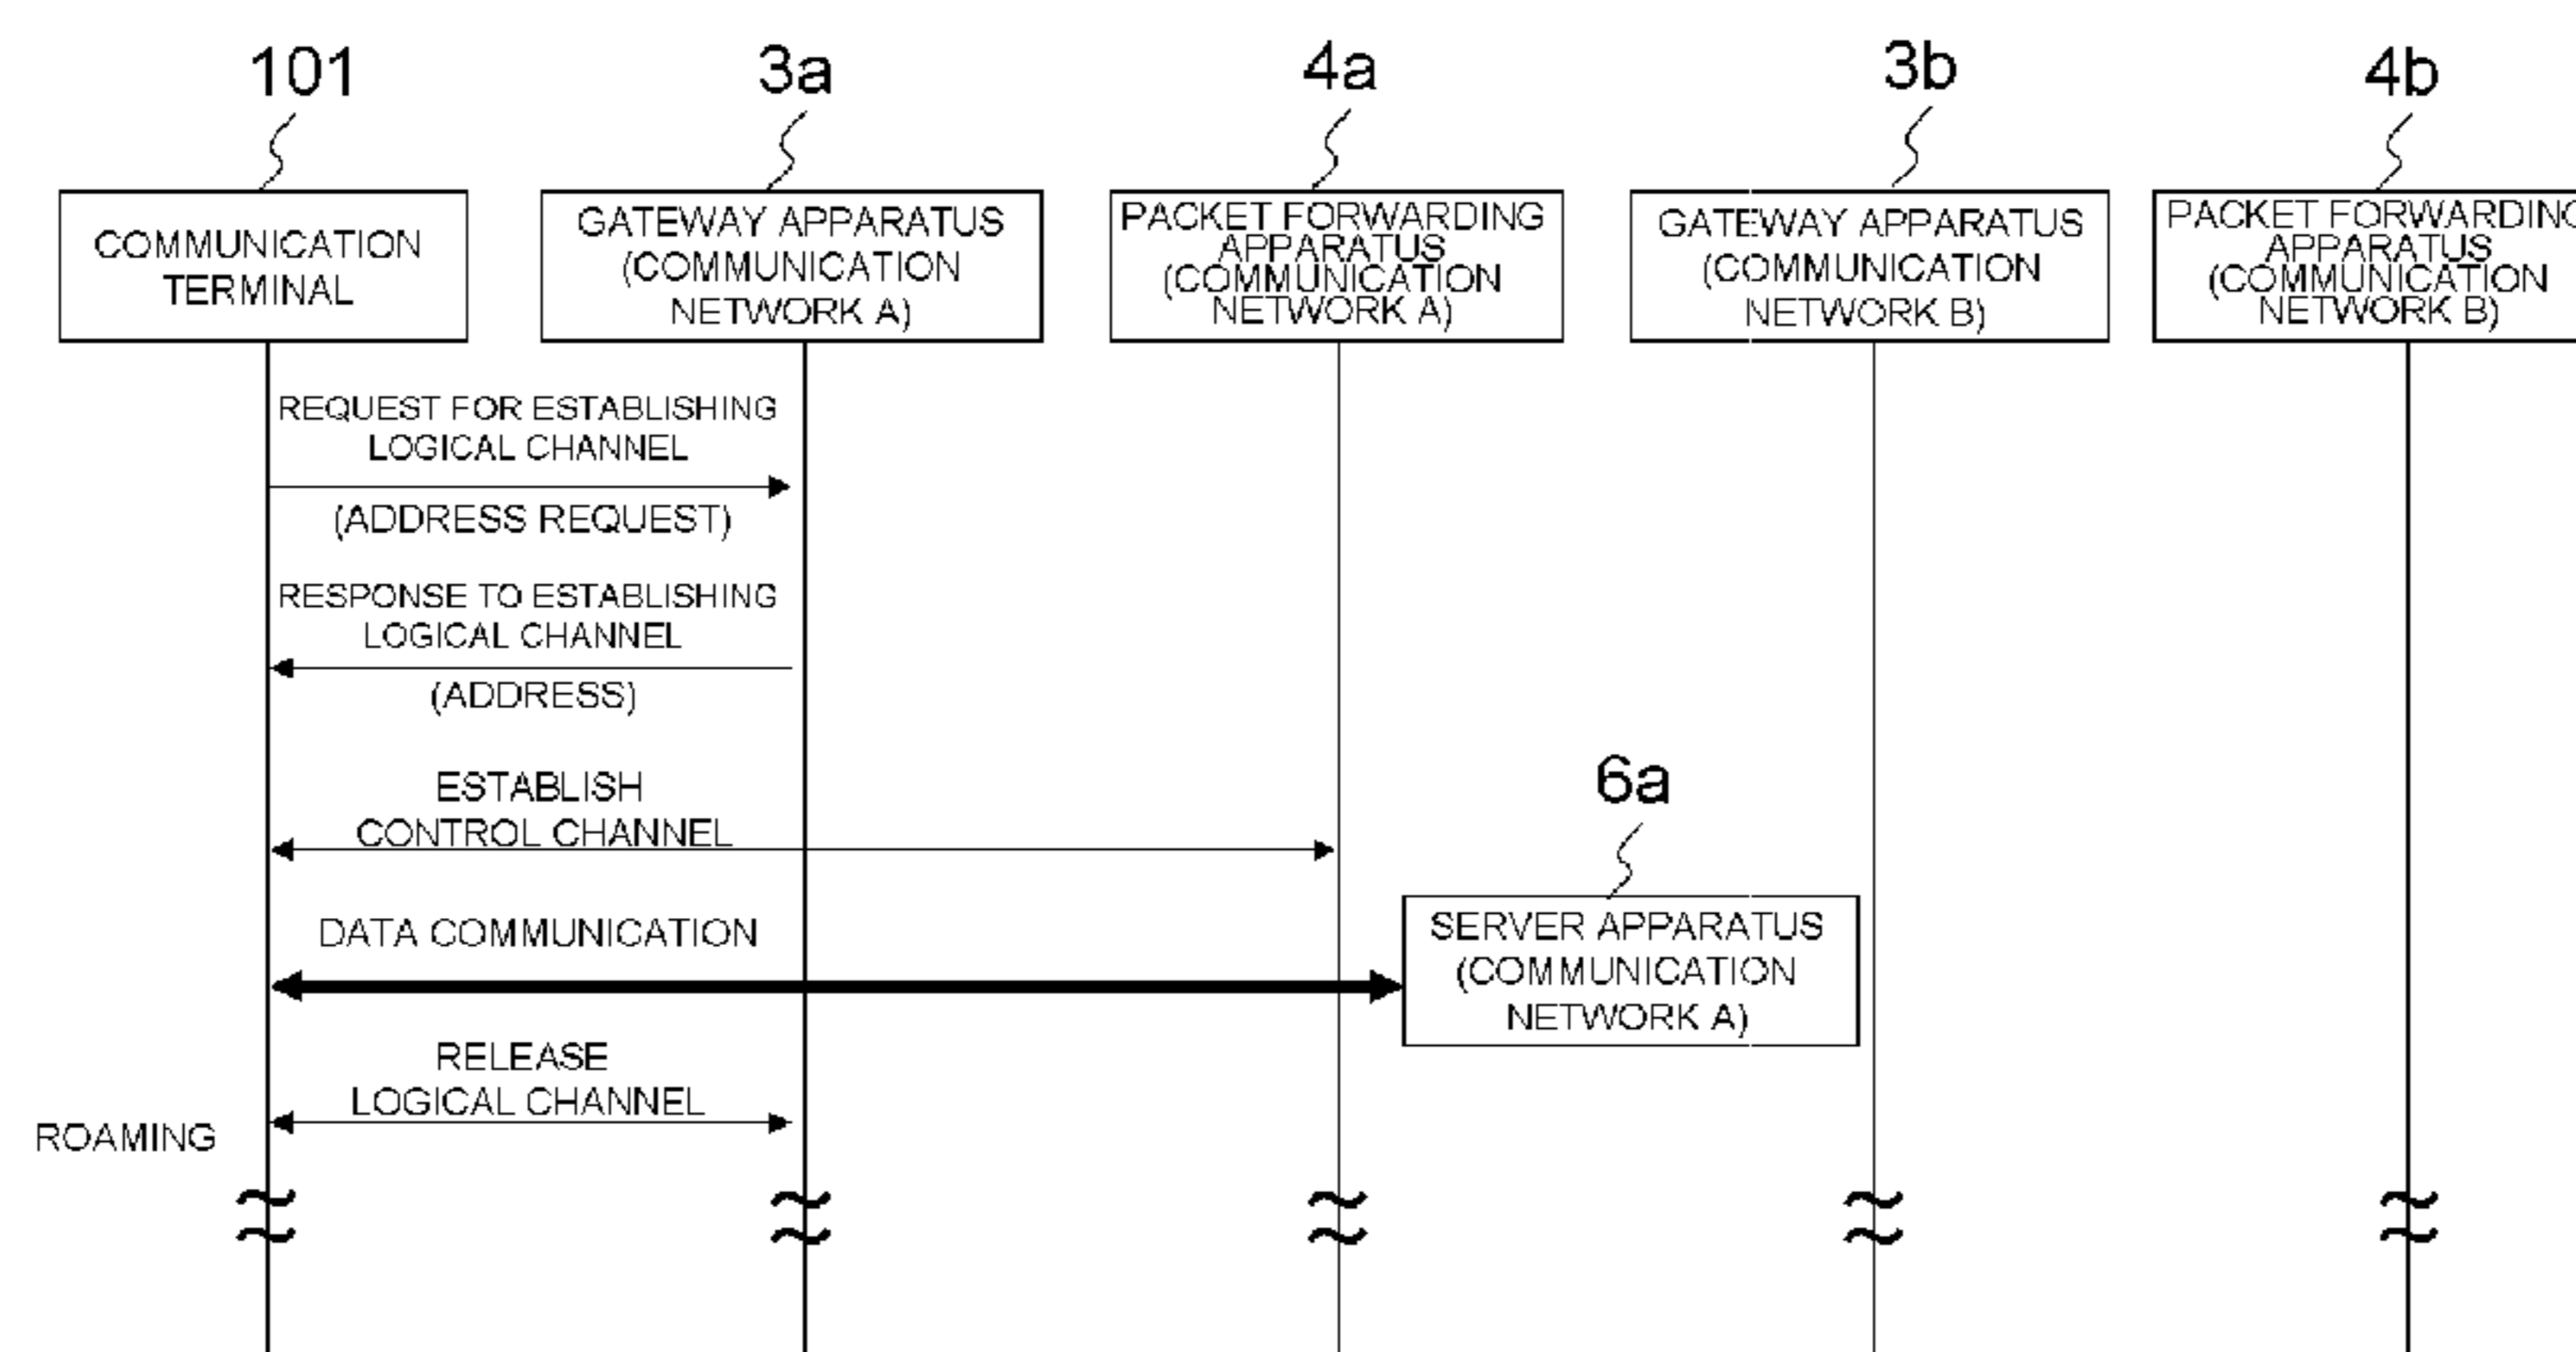 101
3a
4a
3b
4b
COMMUNICATION
TERMINAL
GATEWAY APPARATUS
(COMMUNICATION
NETWORK A)
PACKET FORWARDING
APPARATUS
(COMMUNICATION
NETWORK A)
GATEWAY APPARATUS
(COMMUNICATION
NETWORK B)
PACKET FORWARDING
APPARATUS
(COMMUNICATION
NETWORK B)
REQUEST FOR ESTABLISHING
LOGICAL CHANNEL
(ADDRESS REQUEST)
RESPONSE TO ESTABLISHING
LOGICAL CHANNEL
(ADDRESS)
ESTABLISH
CONTROL CHANNEL
6a
DATA COMMUNICATION
SERVER APPARATUS
(COMMUNICATION
NETWORK A)
RELEASE
LOGICAL CHANNEL
ROAMING